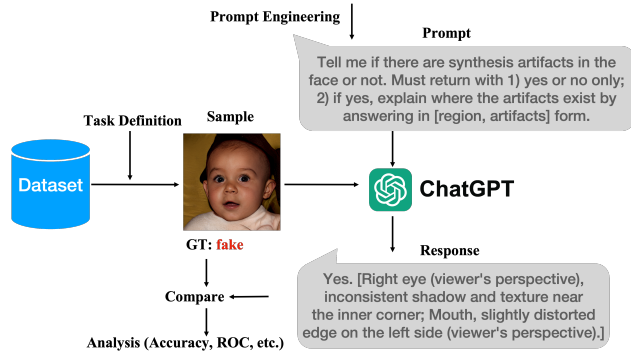 Prompt Engineering
Prompt
Tell me if there are synthesis artifacts in the
face or not. Must return with 1) yes or no only;
2) if yes, explain where the artifacts exist by
answering in [region, artifacts] form.
Task Definition
Sample
Dataset
ChatGPT
GT: fake
Response
Yes. [Right eye (viewer's perspective),
inconsistent shadow and texture near
the inner corner; Mouth, slightly distorted
edge on the left side (viewer's perspective).]
Compare
Analysis (Accuracy, ROC, etc.)